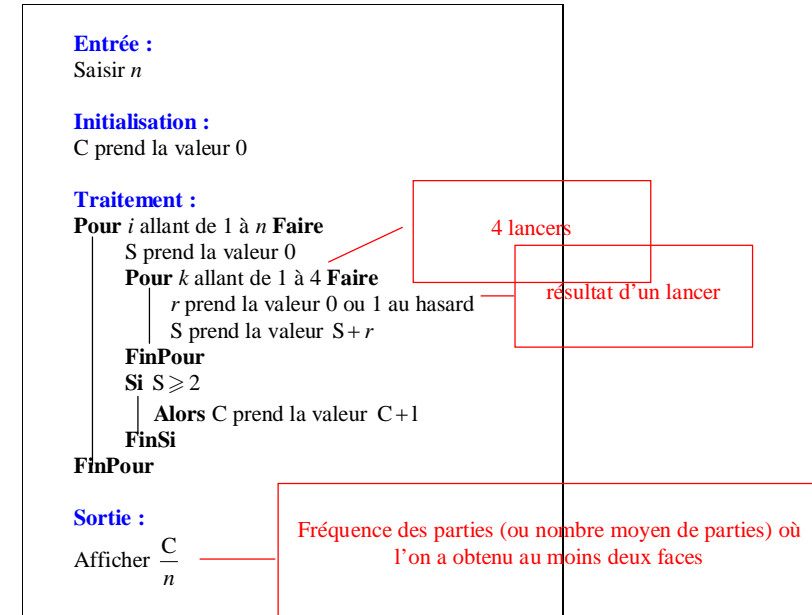 Entrée :
Saisir n
Initialisation :
C prend la valeur 0
Traitement :
Pour i allant de 1 à n Faire
4 lancers
S prend la valeur 0
Pour k allant de 1 à 4 Faire
résultat d'un lancer
r prend la valeur 0 ou 1 au hasard
S prend la valeur S + r
FinPour
Si S ⩾ 2
Alors C prend la valeur C + 1
FinSi
FinPour
Sortie :
Afficher C/n
Fréquence des parties (ou nombre moyen de parties) où
l'on a obtenu au moins deux faces